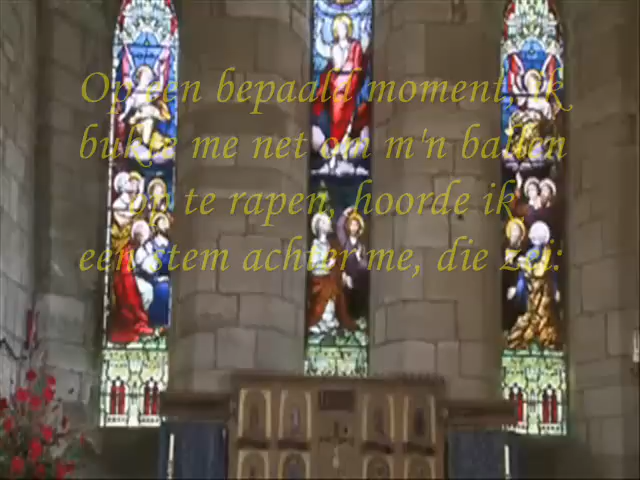 Op een bepaald moment, ik
bukte me net om m'n ballen
op te rapen, hoorde ik
een stem achter me, die zei: